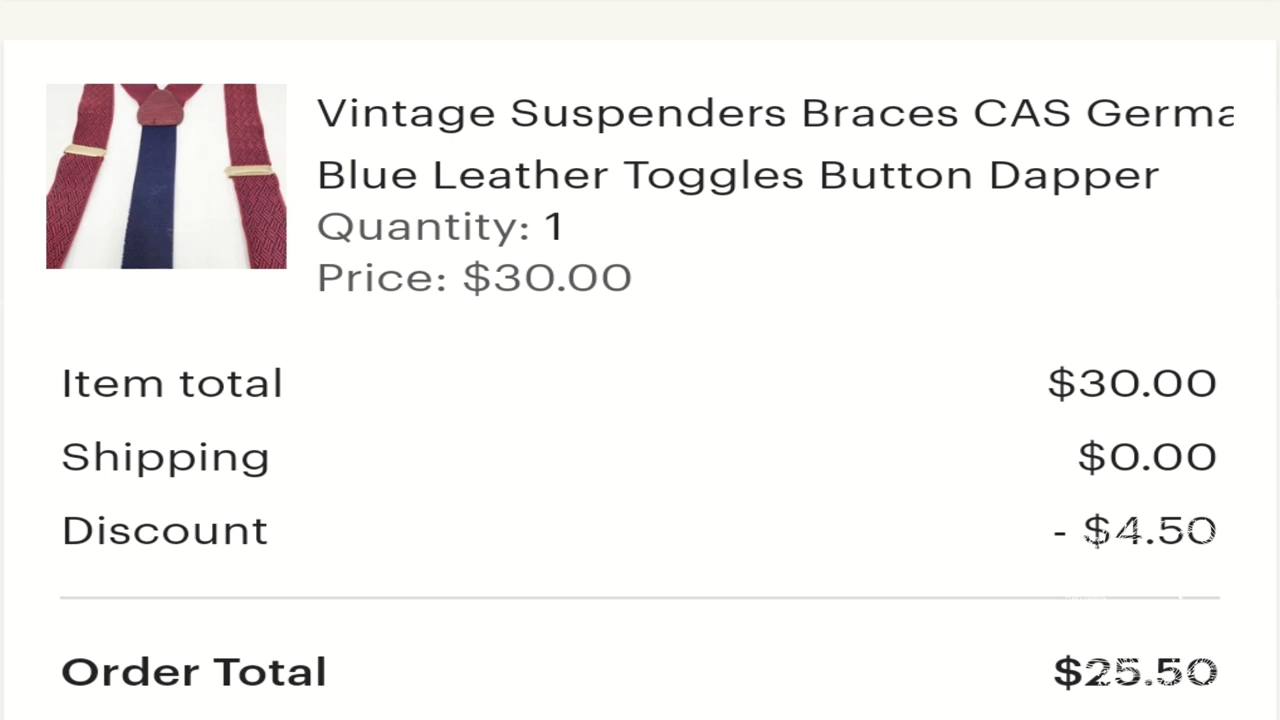 Vintage Suspenders Braces CAS Germa
Blue Leather Toggles Button Dapper
Quantity: 1
Price: $30.00
Item total $30.00
Shipping $0.00
Discount - $4.50
Order Total $25.50